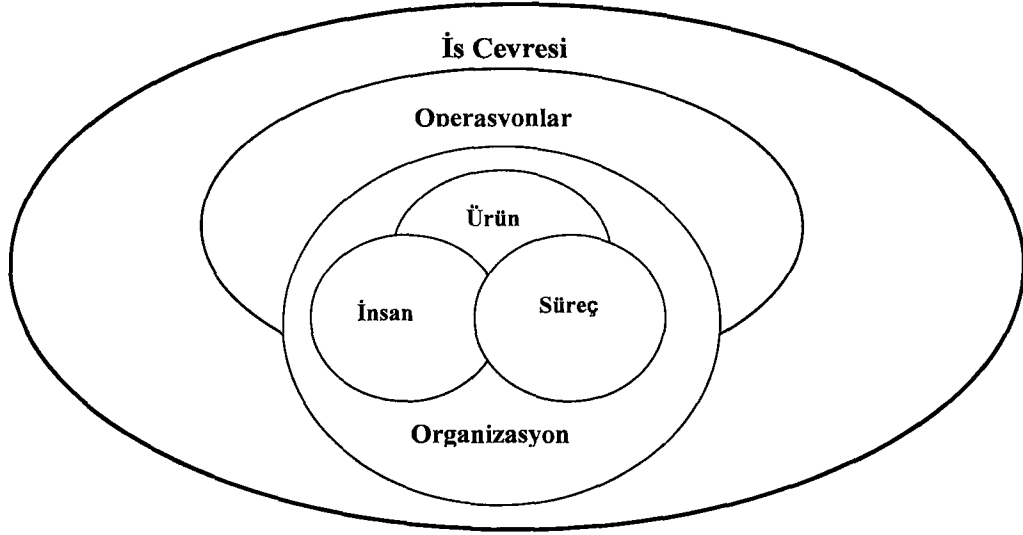 İs Cevresi
Operasyonlar
Ürün
İnsan
Süreç
Organizasyon